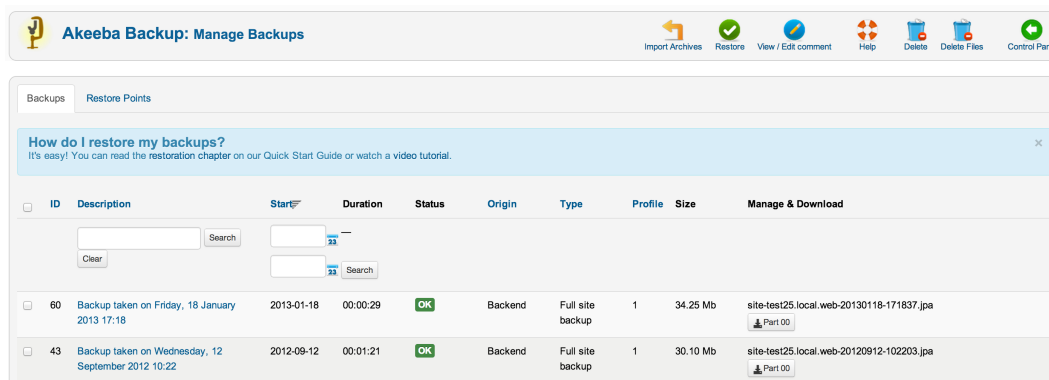 Akeeba Backup: Manage Backups
Import Archives Restore View / Edit comment Help Delete Delete Files Control Pan
Backups Restore Points
How do I restore my backups?
It's easy! You can read the restoration chapter on our Quick Start Guide or watch a video tutorial.
×
ID Description Start Duration Status Origin Type Profile Size Manage & Download
Search 23 —
Clear
23 Search
60 Backup taken on Friday, 18 January 2013-01-18 00:00:29 OK Backend Full site 1 34.25 Mb site-test25.local.web-20130118-171837.jpa
2013 17:18 backup Part 00
43 Backup taken on Wednesday, 12 2012-09-12 00:01:21 OK Backend Full site 1 30.10 Mb site-test25.local.web-20120912-102203.jpa
September 2012 10:22 backup Part 00